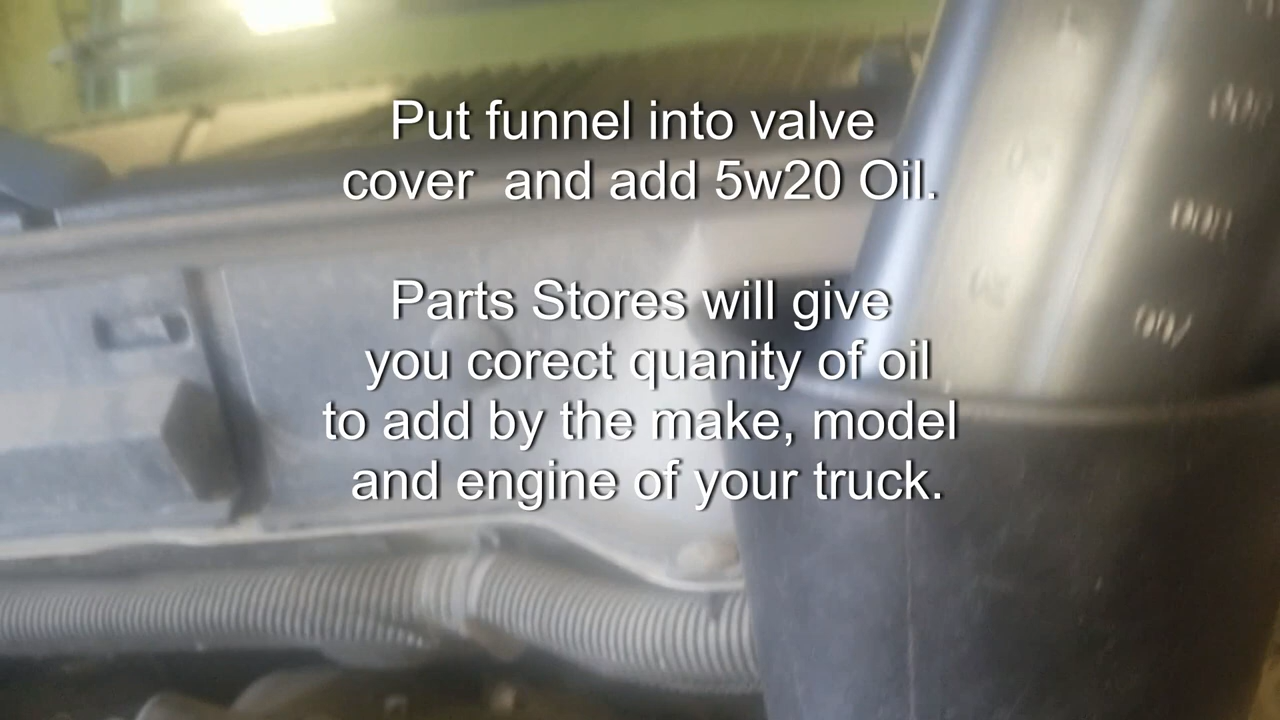 Put funnel into valve
cover  and add 5w20 Oil.
Parts Stores will give
you corect quanity of oil
to add by the make, model
and engine of your truck.